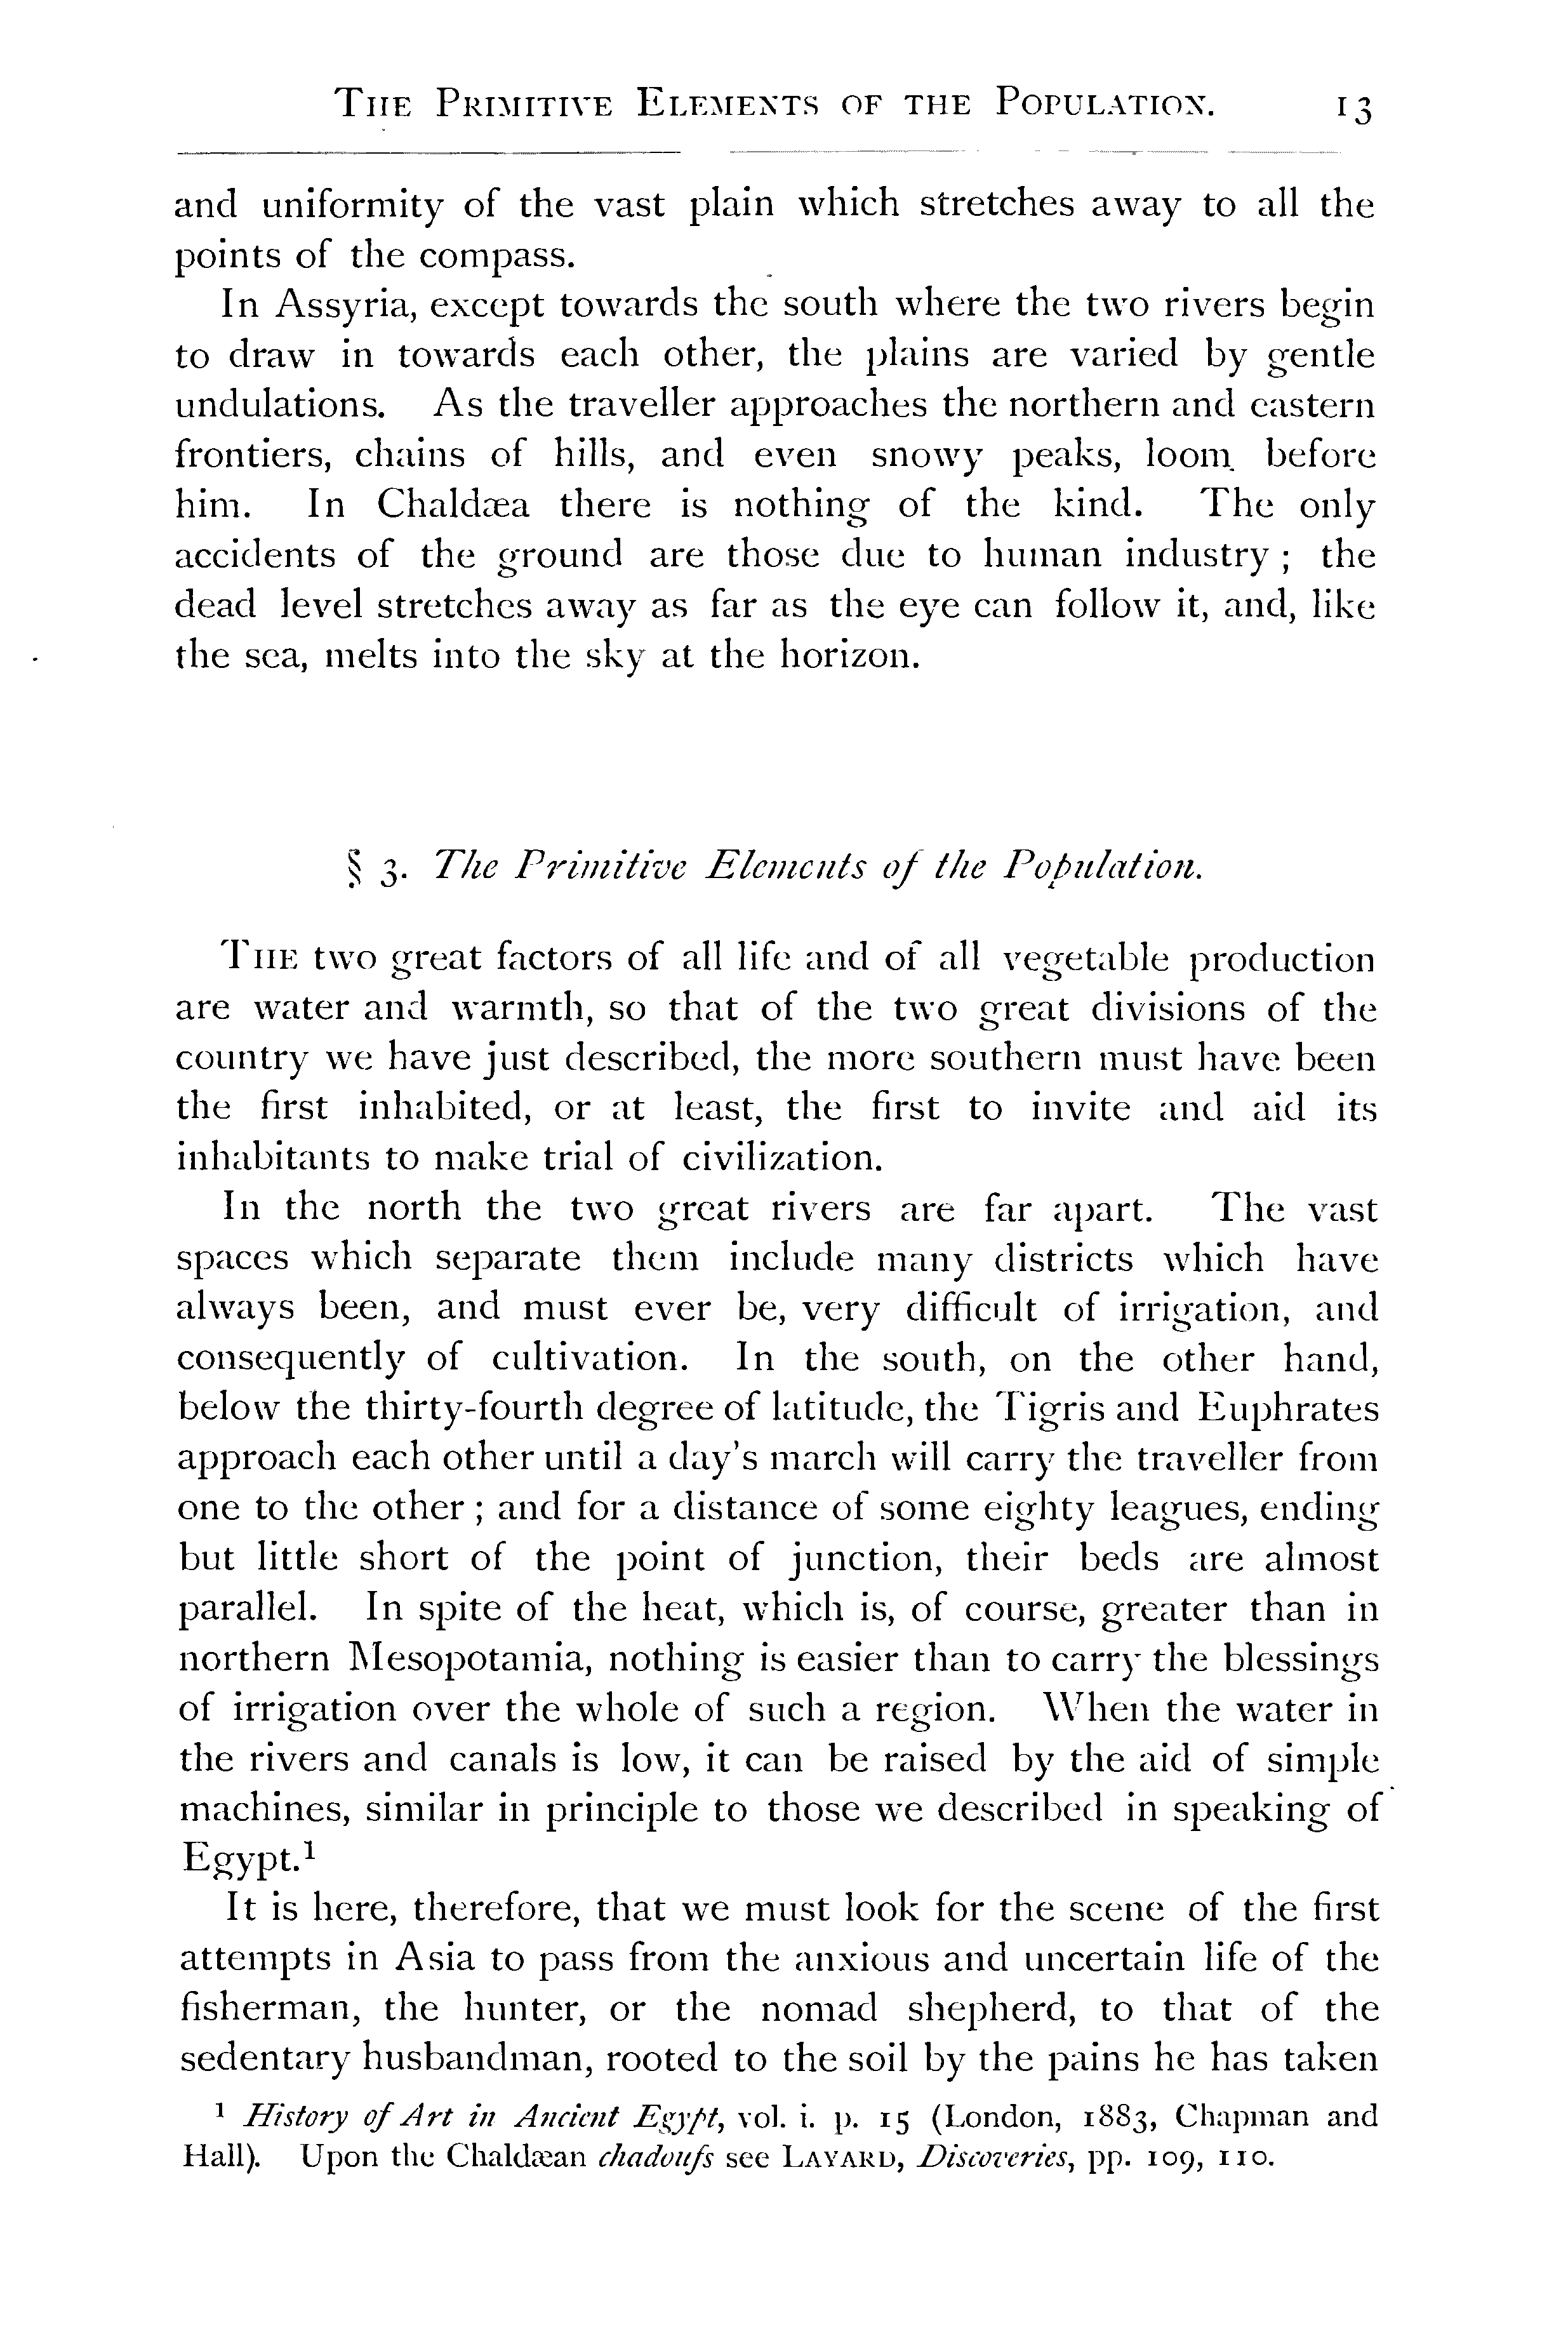 THE PRIMITIVE ELEMENTS OF THE POPULATION. 13
and uniformity of the vast plain which stretches away to all the
points of the compass.
In Assyria, except towards the south where the two rivers begin
to draw in towards each other, the plains are varied by gentle
undulations. As the traveller approaches the northern and eastern
frontiers, chains of hills, and even snowy peaks, loom before
him. In Chaldæa there is nothing of the kind. The only
accidents of the ground are those due to human industry ; the
dead level stretches away as far as the eye can follow it, and, like
the sea, melts into the sky at the horizon.
§ 3. The Primitive Elements of the Population.
THE two great factors of all life and of all vegetable production
are water and warmth, so that of the two great divisions of the
country we have just described, the more southern must have been
the first inhabited, or at least, the first to invite and aid its
inhabitants to make trial of civilization.
In the north the two great rivers are far apart. The vast
spaces which separate them include many districts which have
always been, and must ever be, very difficult of irrigation, and
consequently of cultivation. In the south, on the other hand,
below the thirty-fourth degree of latitude, the Tigris and Euphrates
approach each other until a day's march will carry the traveller from
one to the other ; and for a distance of some eighty leagues, ending
but little short of the point of junction, their beds are almost
parallel. In spite of the heat, which is, of course, greater than in
northern Mesopotamia, nothing is easier than to carry the blessings
of irrigation over the whole of such a region. When the water in
the rivers and canals is low, it can be raised by the aid of simple
machines, similar in principle to those we described in speaking of
Egypt.¹
It is here, therefore, that we must look for the scene of the first
attempts in Asia to pass from the anxious and uncertain life of the
fisherman, the hunter, or the nomad shepherd, to that of the
sedentary husbandman, rooted to the soil by the pains he has taken
¹ History of Art in Ancient Egypt, vol. i. p. 15 (London, 1883, Chapman and
Hall). Upon the Chaldæan chadoufs see LAYARD, Discoveries, pp. 109, 110.